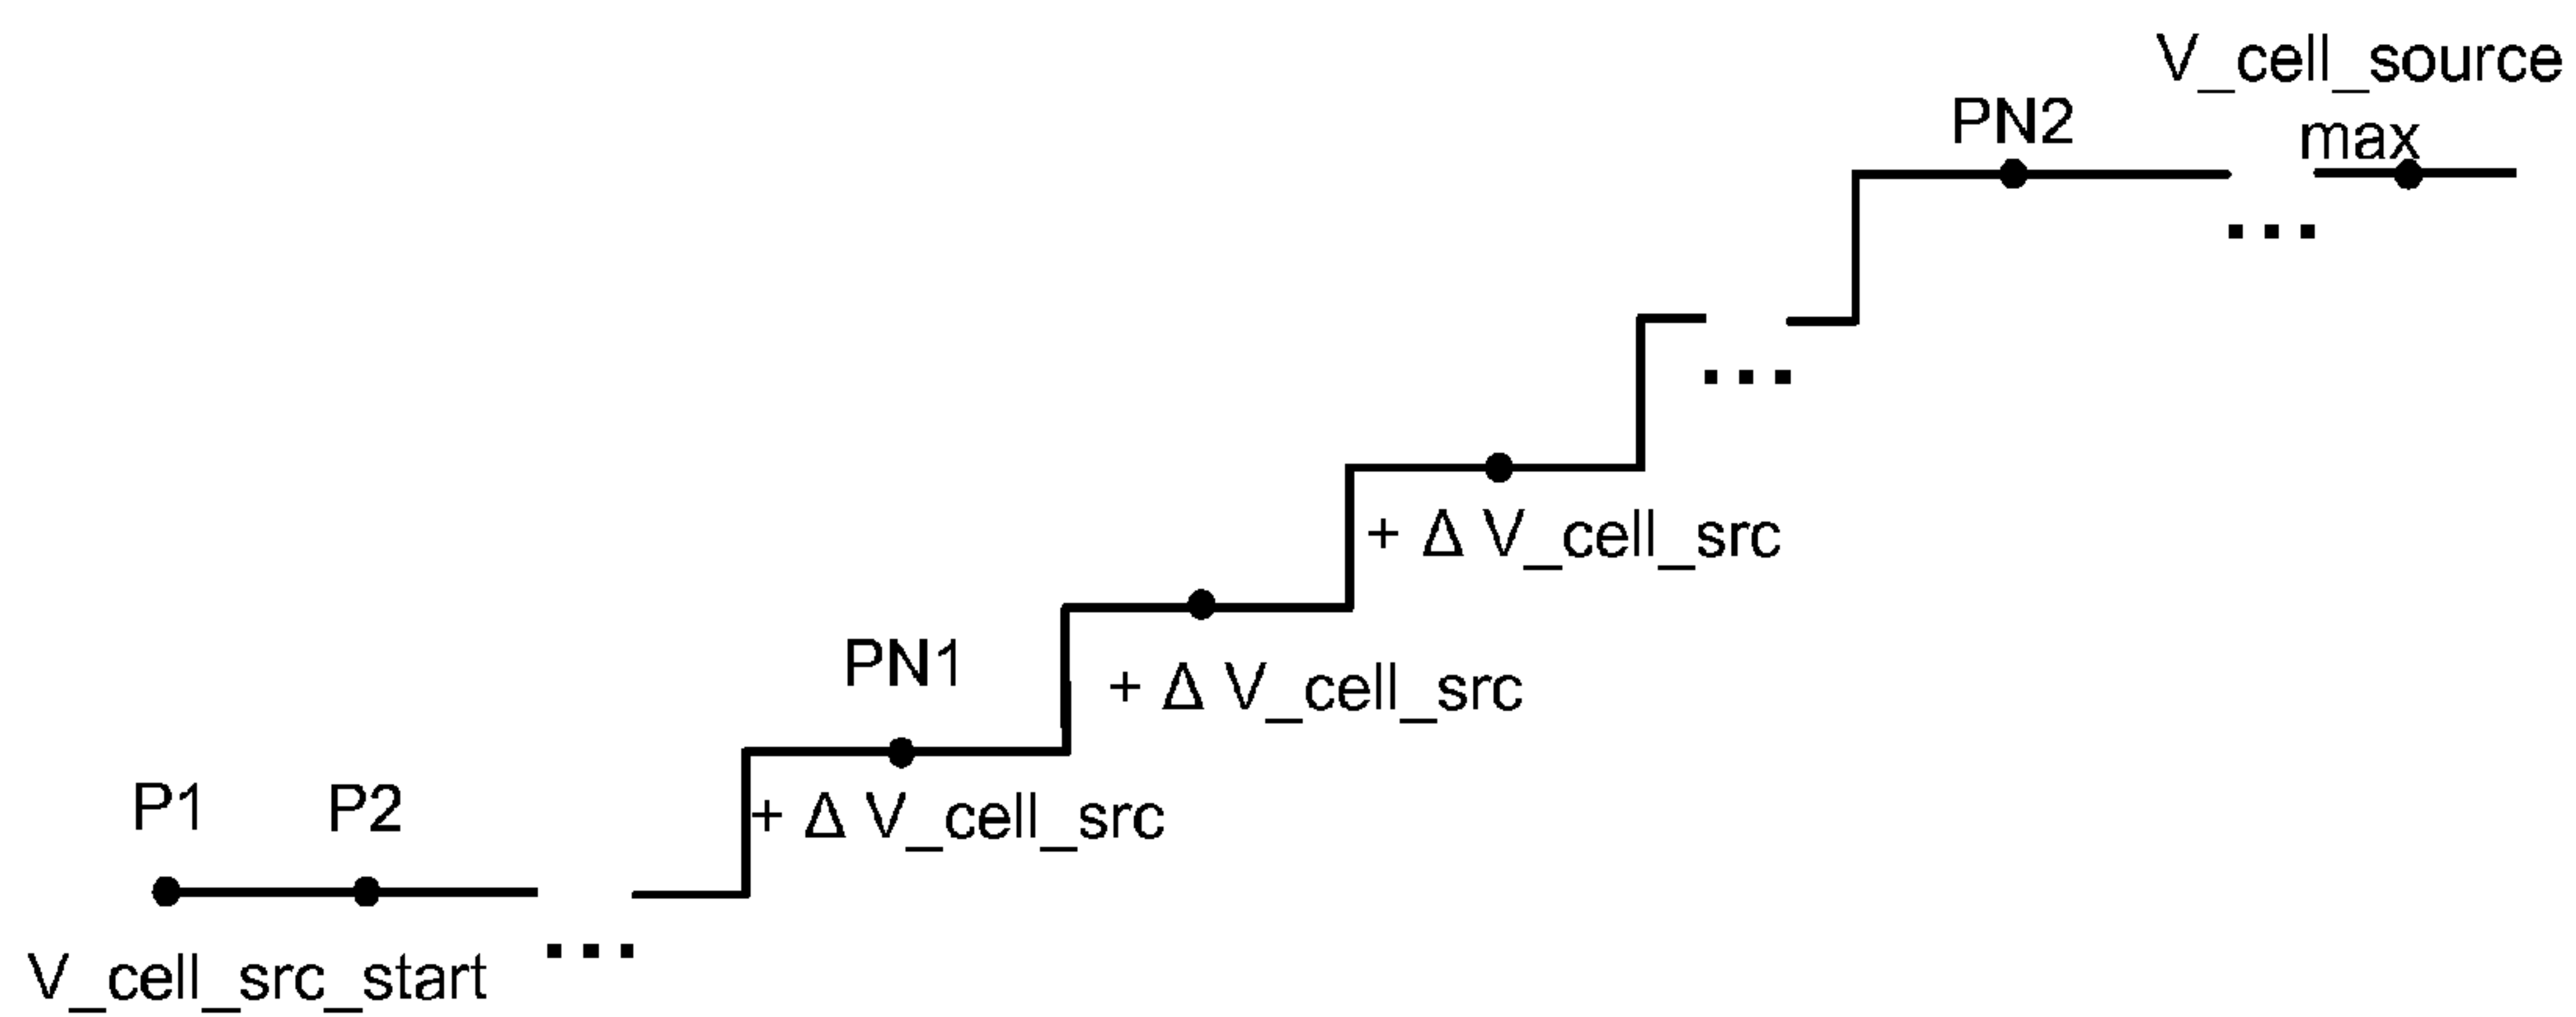 V_cell_source
max
PN2
+ Δ V_cell_src
PN1
+ Δ V_cell_src
P1
P2
+ Δ V_cell_src
...
V_cell_src_start
...
...